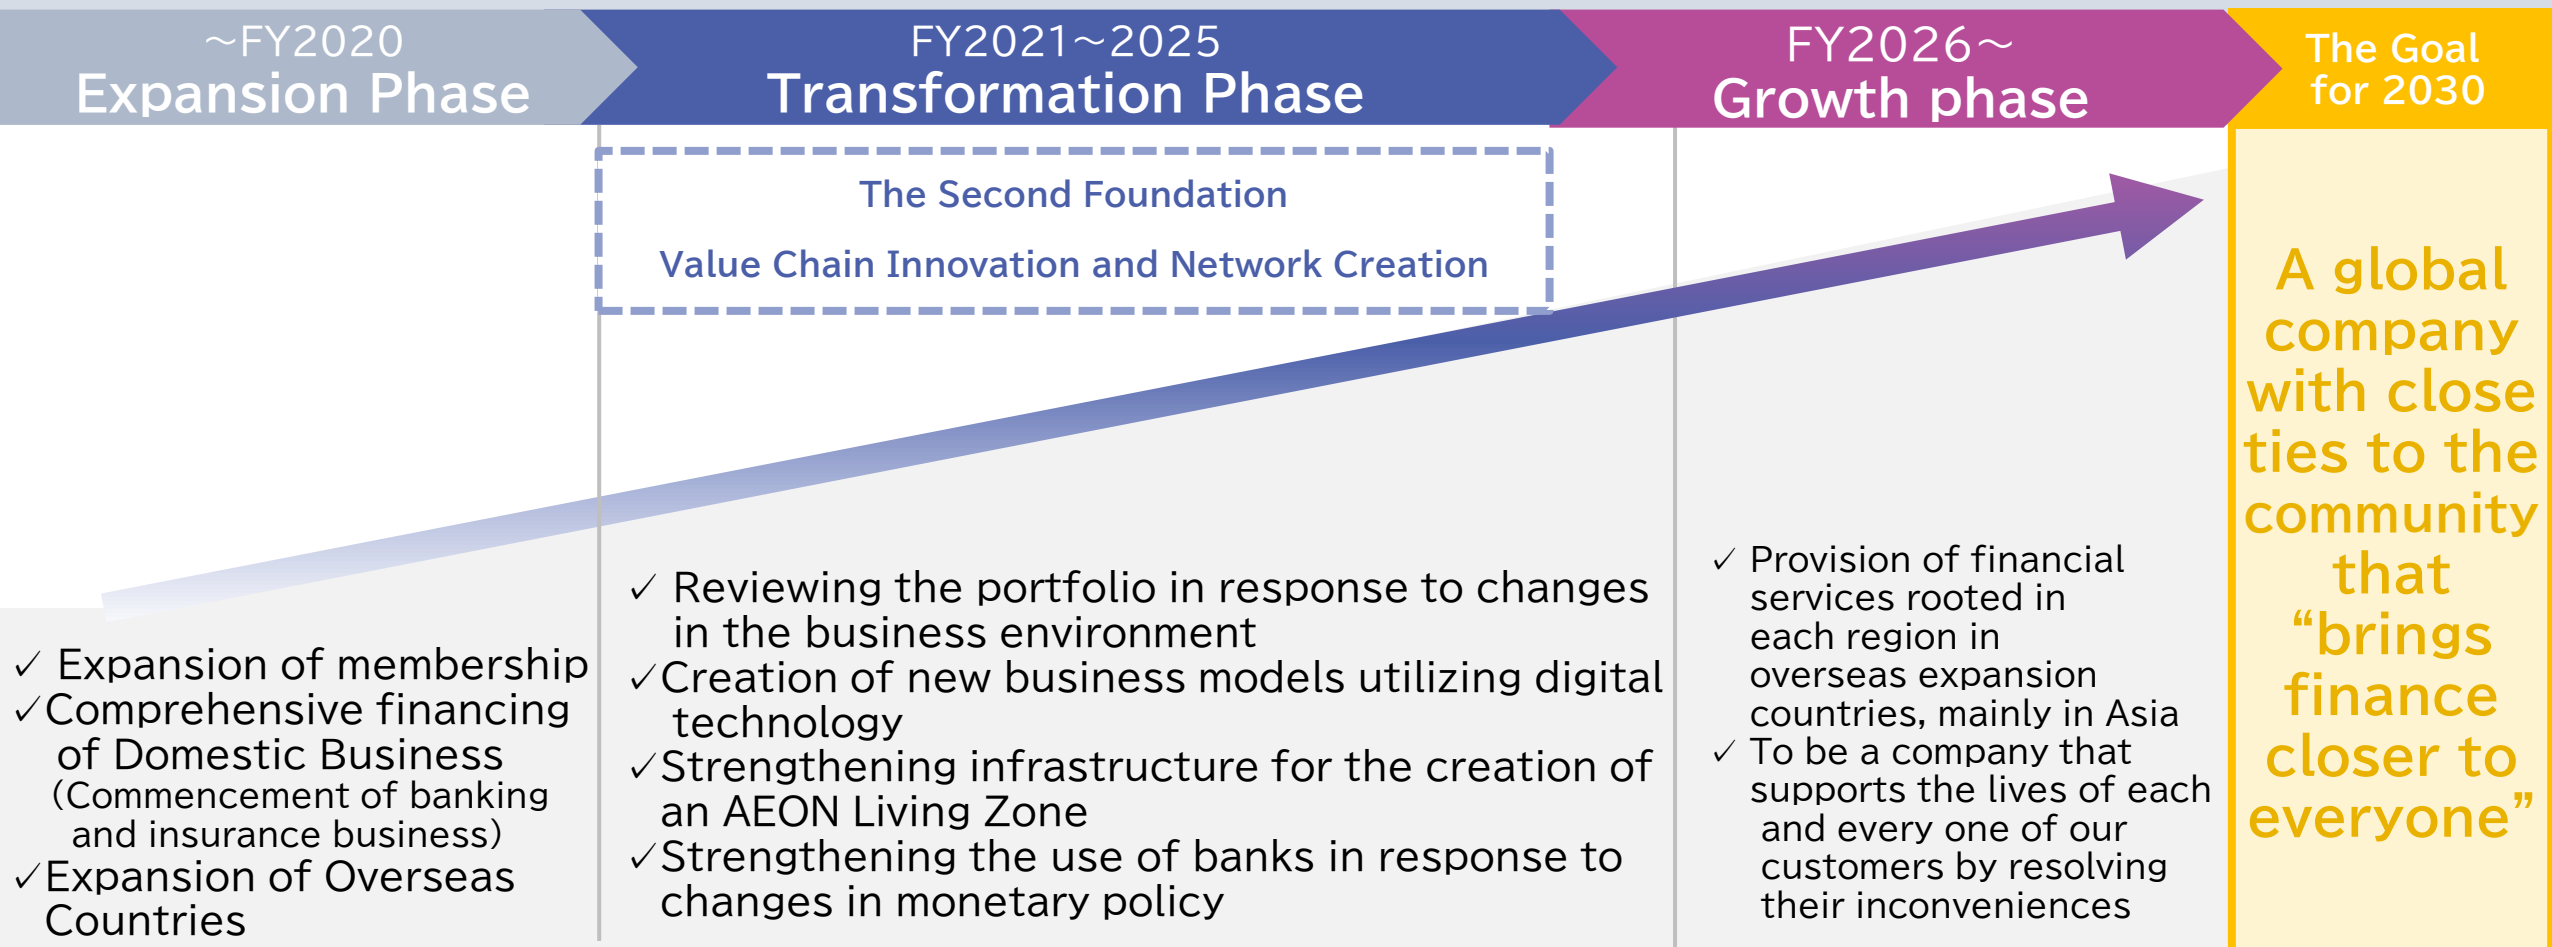 ～FY2020
Expansion Phase
FY2021～2025
Transformation Phase
FY2026～
Growth phase
The Goal
for 2030
The Second Foundation
Value Chain Innovation and Network Creation
✓ Expansion of membership
✓Comprehensive financing
of Domestic Business
(Commencement of banking
and insurance business)
✓Expansion of Overseas
Countries
✓ Reviewing the portfolio in response to changes
in the business environment
✓Creation of new business models utilizing digital
technology
✓Strengthening infrastructure for the creation of
an AEON Living Zone
✓Strengthening the use of banks in response to
changes in monetary policy
✓ Provision of financial
services rooted in
each region in
overseas expansion
countries, mainly in Asia
✓ To be a company that
supports the lives of each
and every one of our
customers by resolving
their inconveniences
A global
company
with close
ties to the
community
that
“brings
finance
closer to
everyone”